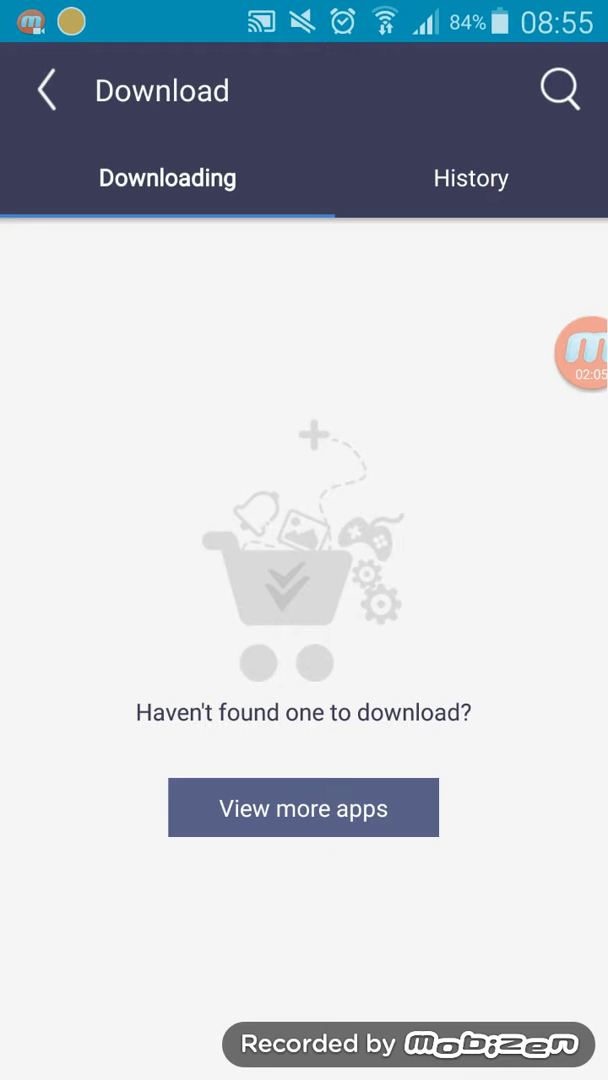 84% 08:55
Download
Downloading History
02:05
Haven't found one to download?
View more apps
Recorded by mobizen